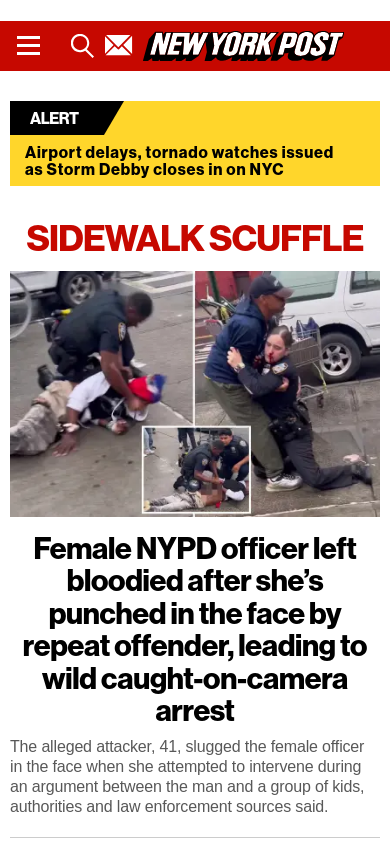 NEW YORK POST
ALERT
Airport delays, tornado watches issued
as Storm Debby closes in on NYC
SIDEWALK SCUFFLE
Female NYPD officer left
bloodied after she’s
punched in the face by
repeat offender, leading to
wild caught-on-camera
arrest
The alleged attacker, 41, slugged the female officer
in the face when she attempted to intervene during
an argument between the man and a group of kids,
authorities and law enforcement sources said.